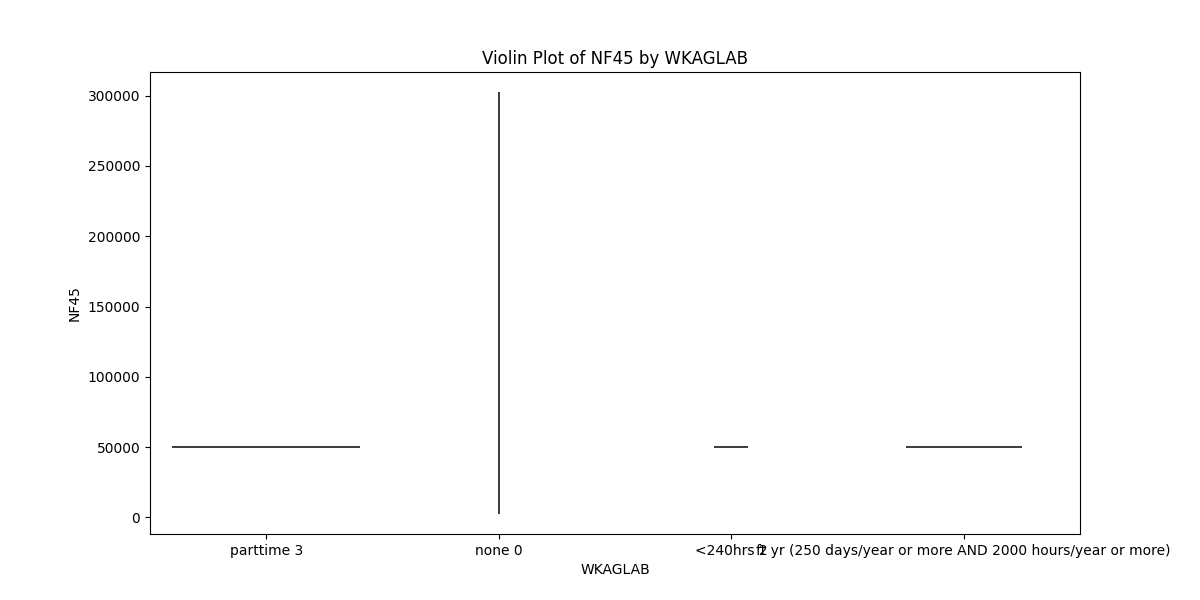 Violin Plot of NF45 by WKAGLAB
300000
250000
200000
150000
100000
50000
0
NF45
parttime 3
none 0
<240hrs 2
yr (250 days/year or more AND 2000 hours/year or more)
WKAGLAB